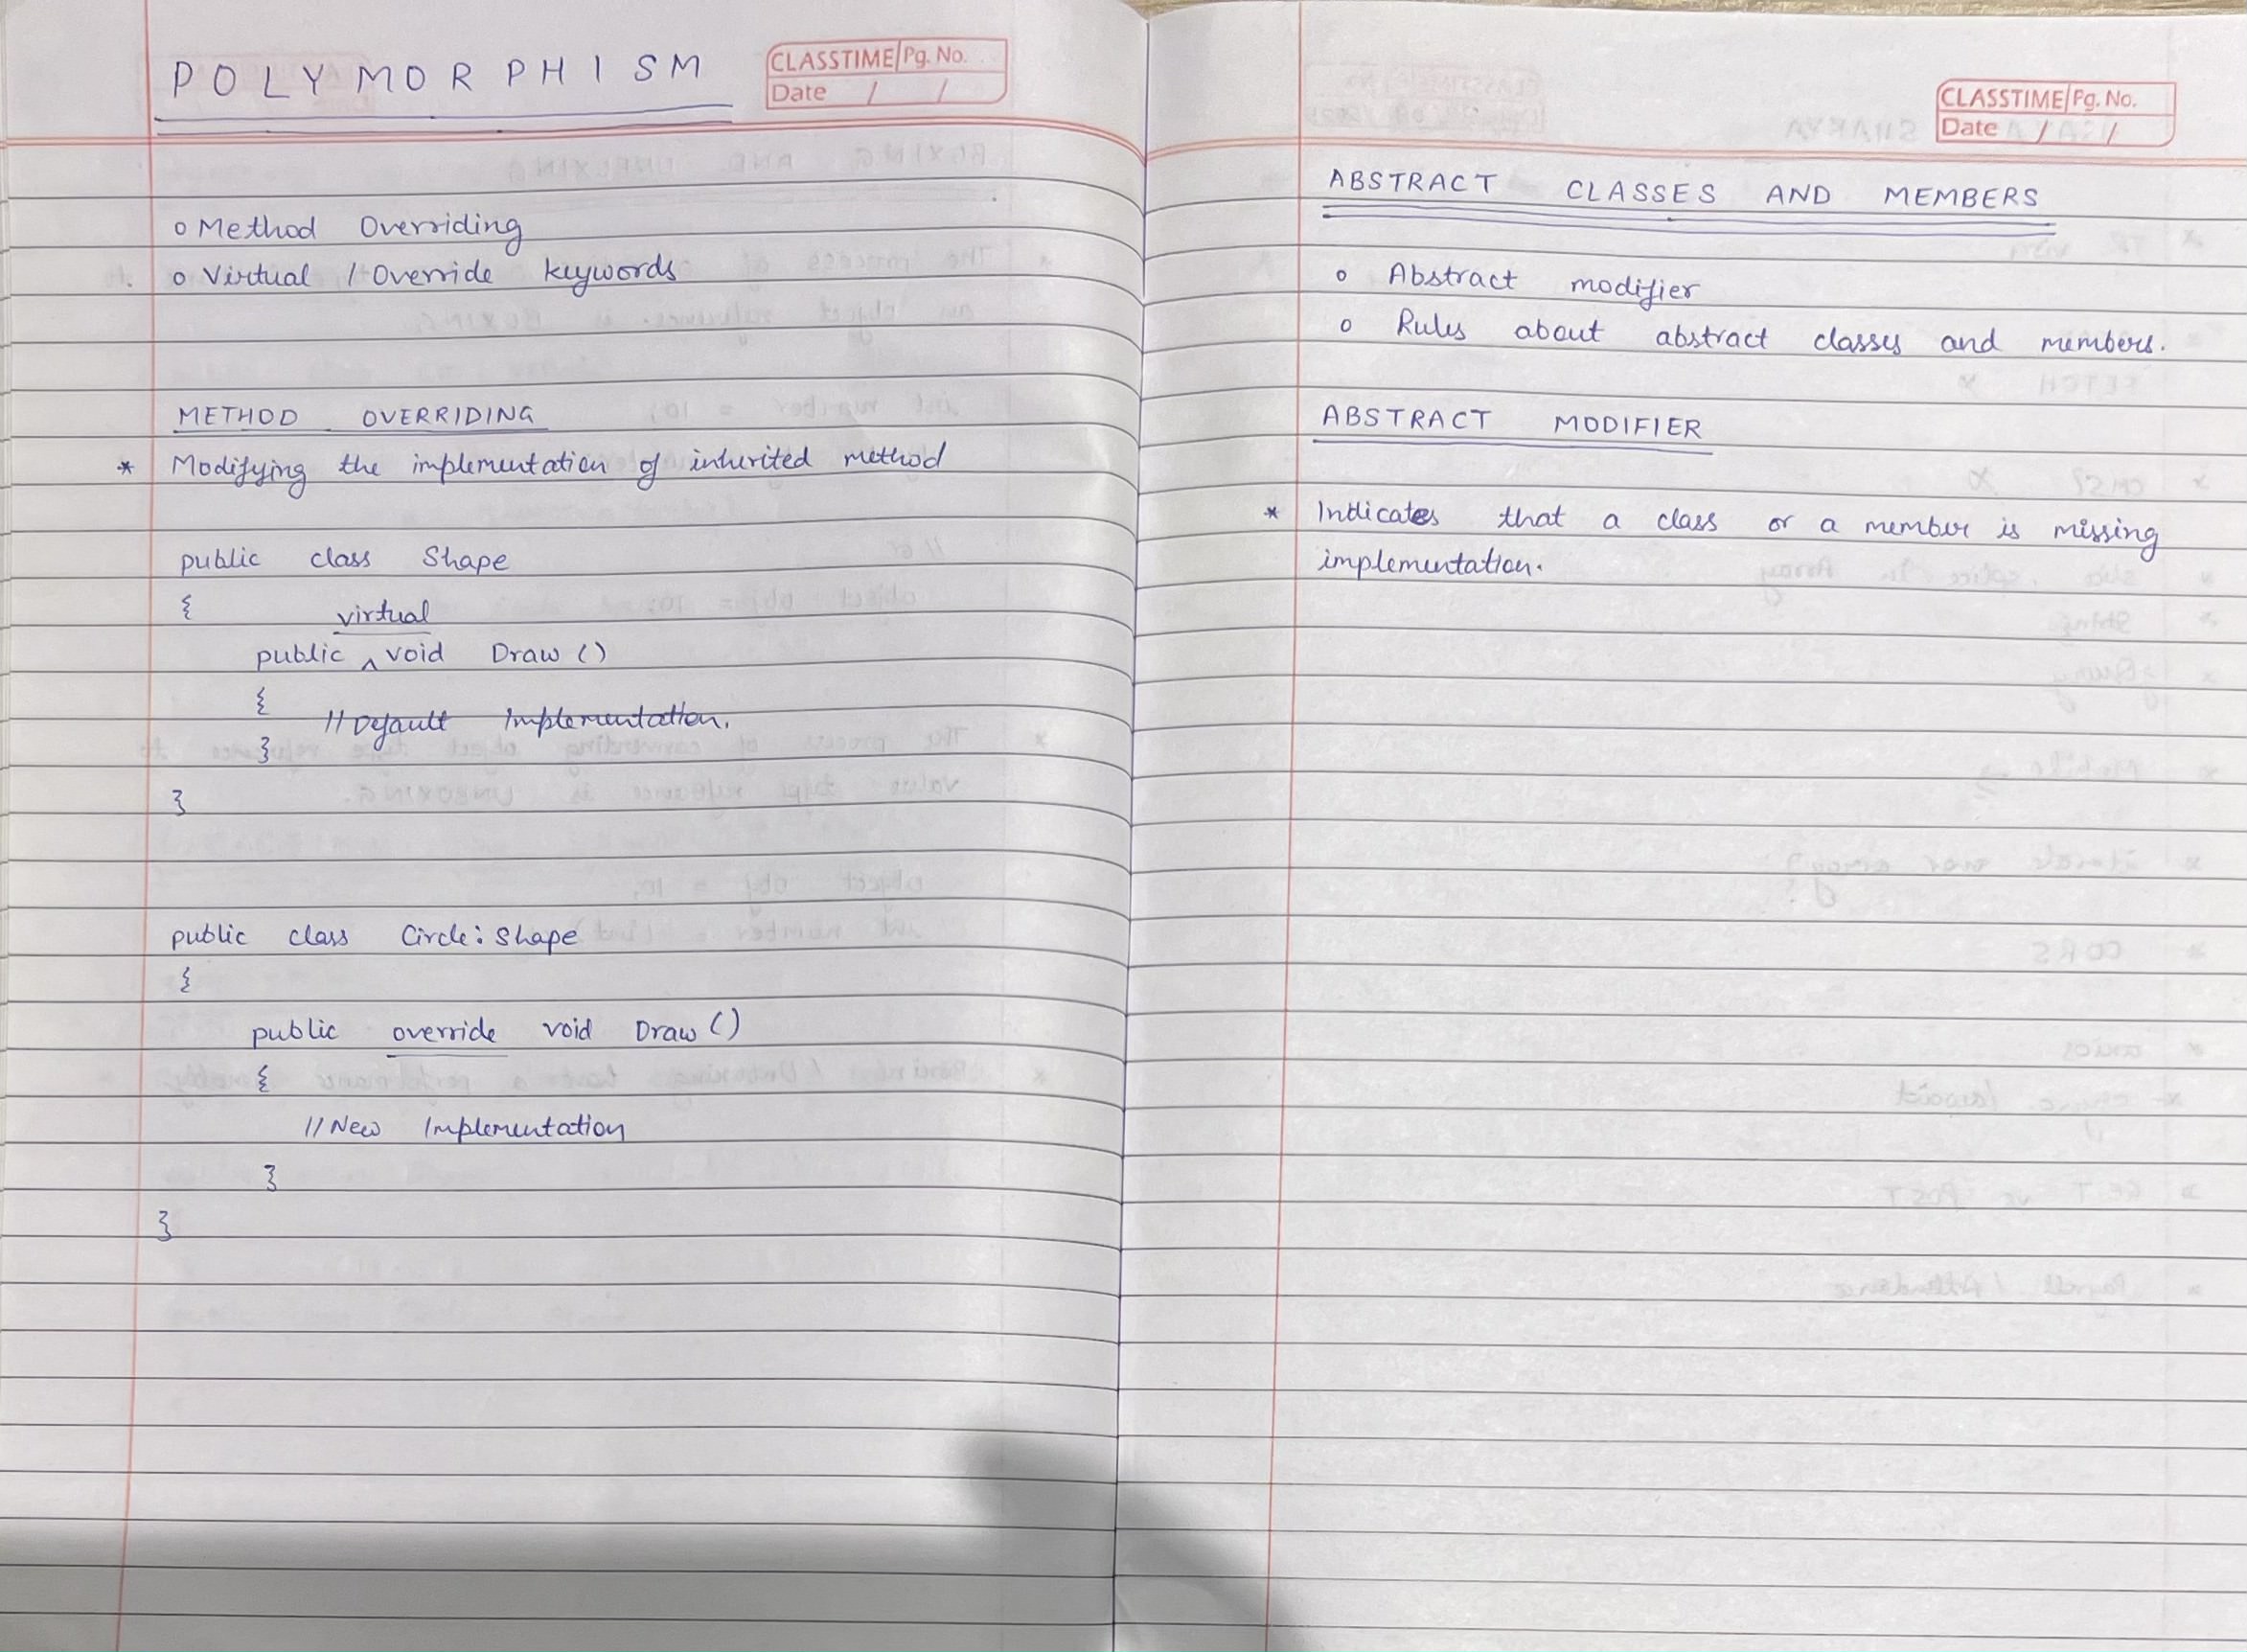 POLYMORPHISM
CLASSTIME Pg. No.
Date / /
o Method Overriding
o Virtual / Override keywords
METHOD OVERRIDING
* Modifying the implementation of inherited method
public class Shape
{
virtual
public ^ void Draw ()
{
// Default Implementation.
}
}
public class Circle : Shape
{
public override void Draw ()
{
// New Implementation
}
}
CLASSTIME Pg. No.
Date / /
ABSTRACT CLASSES AND MEMBERS
o Abstract modifier
o Rules about abstract classes and members.
ABSTRACT MODIFIER
* Indicates that a class or a member is missing
implementation.